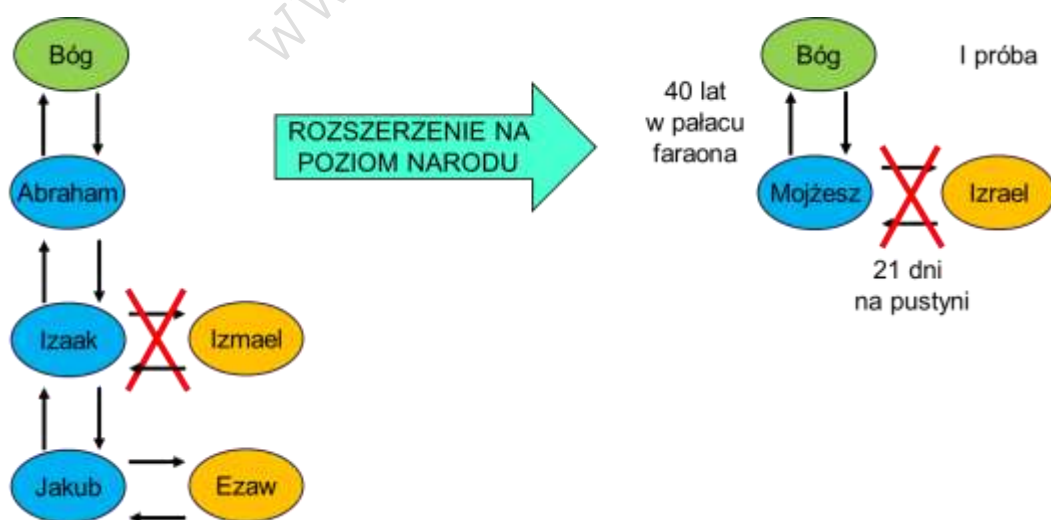 Bóg
Abraham
Izaak
Izmael
Jakub
Ezaw
ROZSZERZENIE NA
POZIOM NARODU
Bóg
I próba
40 lat
w pałacu
faraona
Mojżesz
Izrael
21 dni
na pustyni